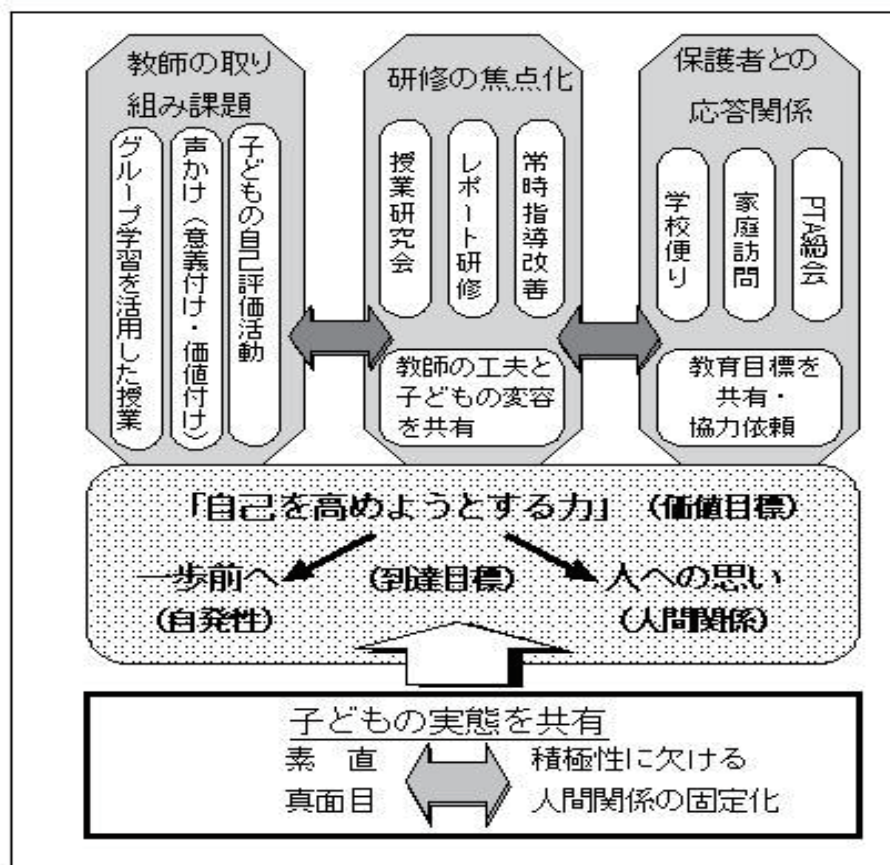 教師の取り
組み課題
グループ学習を活用した授業
声かけ（意義付け・価値付け）
子どもの自己評価活動
研修の焦点化
授業研究会
レポート研修
常時指導改善
教師の工夫と
子どもの変容
を共有
保護者との
応答関係
学校便り
家庭訪問
PTA総会
教育目標を
共有・
協力依頼
「自己を高めようとする力」（価値目標）
一歩前へ
（自発性）
（到達目標）
人への思い
（人間関係）
子どもの実態を共有
素 直
真面目
積極性に欠ける
人間関係の固定化